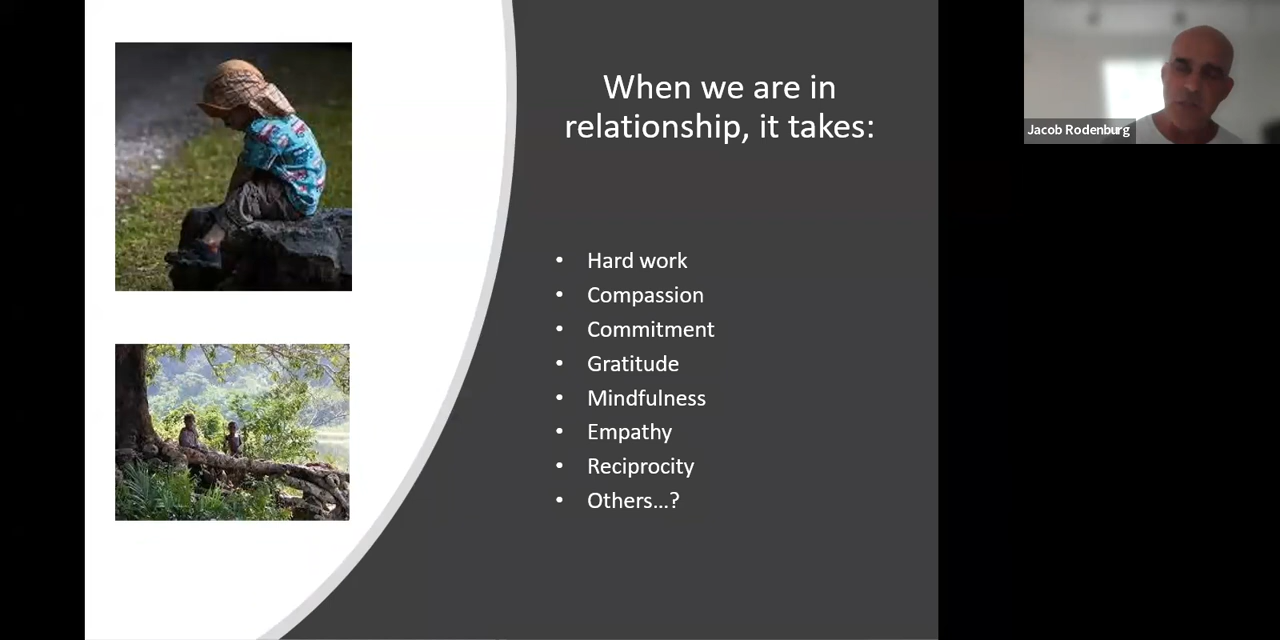 When we are in
relationship, it takes:
• Hard work
• Compassion
• Commitment
• Gratitude
• Mindfulness
• Empathy
• Reciprocity
• Others...?
Jacob Rodenburg